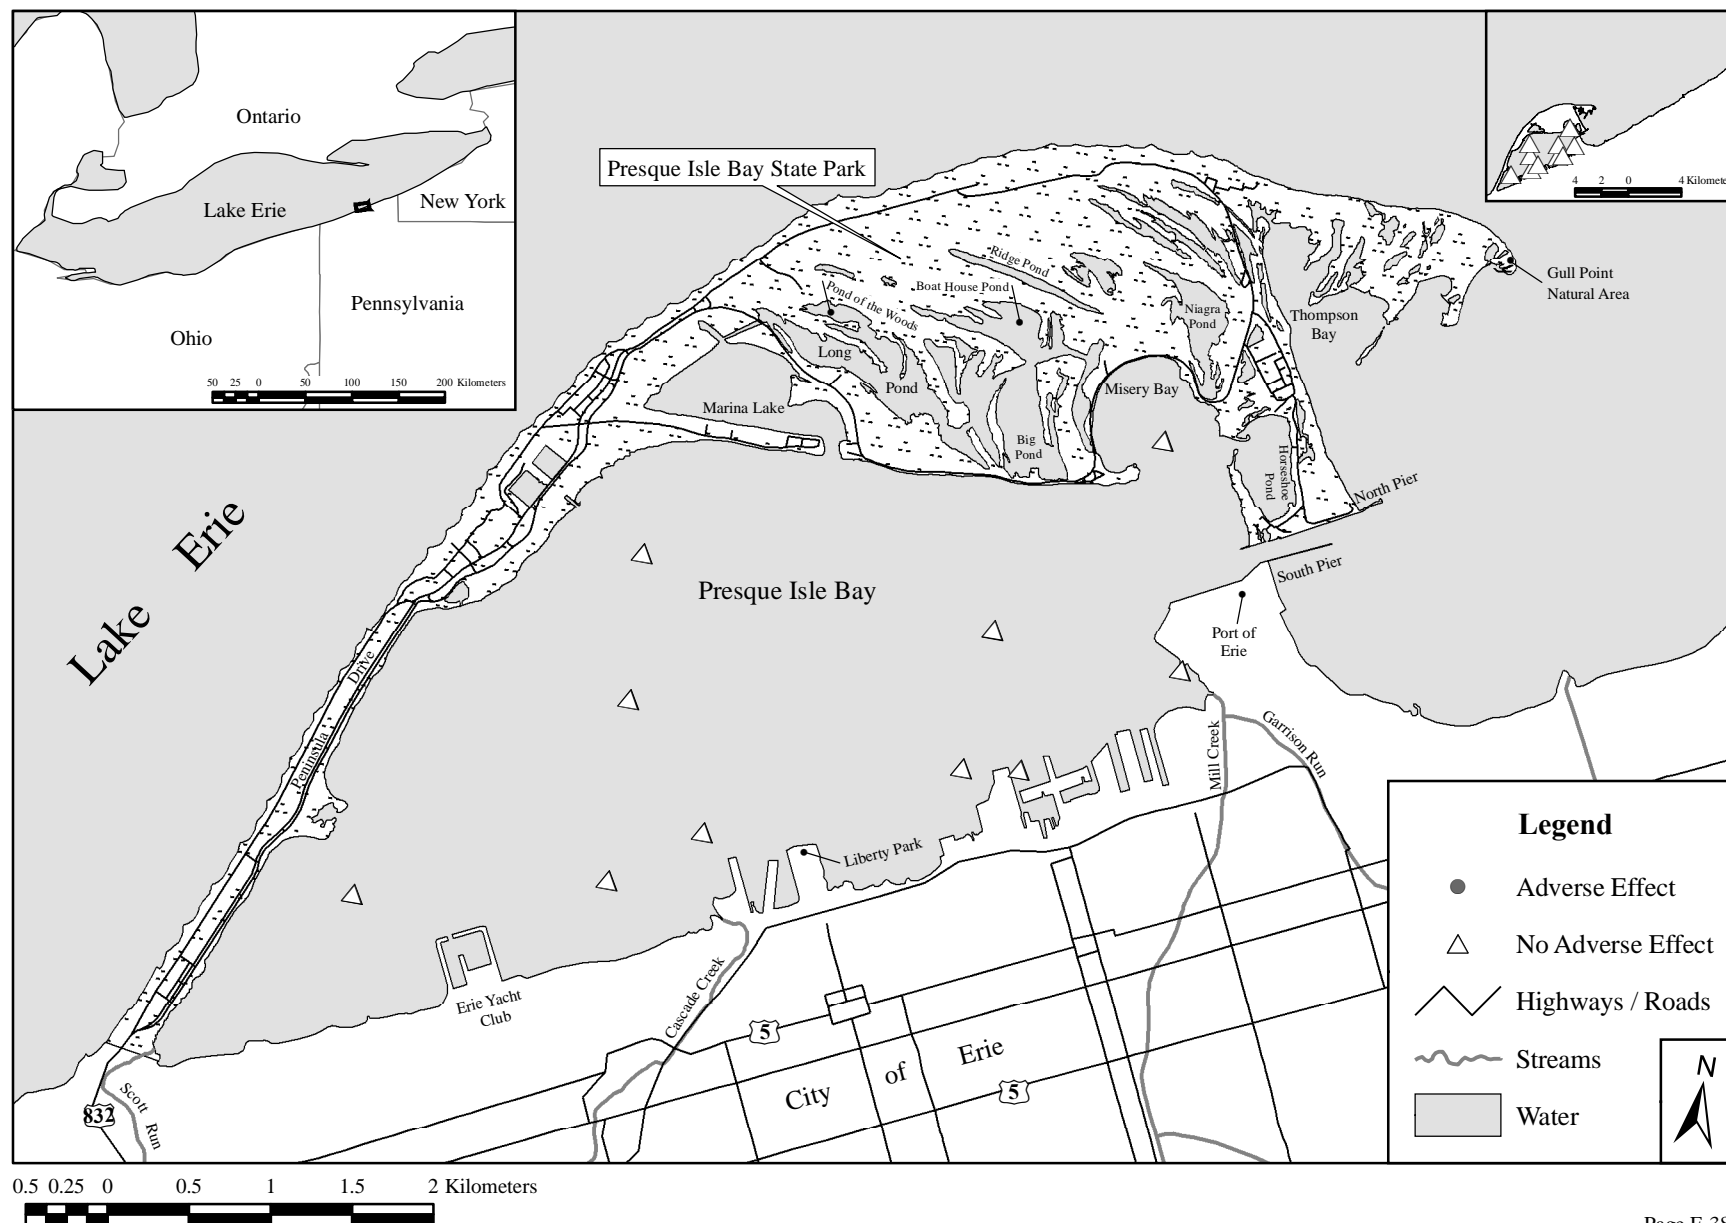 Ontario
Lake Erie
New York
Pennsylvania
Ohio
50 25 0 50 100 150 200 Kilometers
4 2 0 4 Kilomete
Presque Isle Bay State Park
Gull Point
Natural Area
Ridge Pond
Boat House Pond
Pond of the Woods
Niagra
Pond
Thompson
Bay
Long
Pond
Marina Lake
Misery Bay
Big
Pond
Horseshoe
Pond
North Pier
South Pier
Lake Erie
Presque Isle Bay
Port of
Erie
Peninsula Drive
Mill Creek
Garrison Run
Liberty Park
Erie Yacht
Club
Cascade Creek
Scott Run
832
5
City of Erie
5
Legend
Adverse Effect
No Adverse Effect
Highways / Roads
Streams
Water
N
0.5 0.25 0 0.5 1 1.5 2 Kilometers